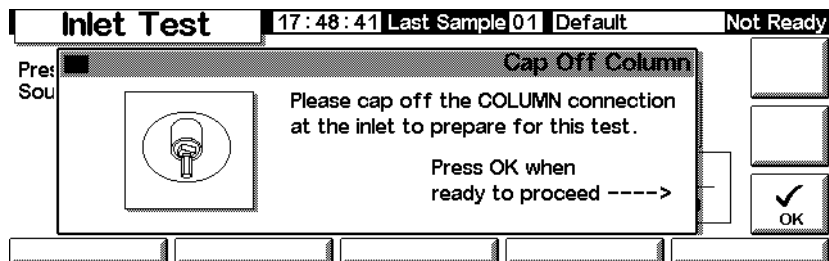 Inlet Test 17:48:41 Last Sample 01 Default Not Ready
Cap Off Column
Pres
Sou
Please cap off the COLUMN connection
at the inlet to prepare for this test.
Press OK when
ready to proceed ---->
OK